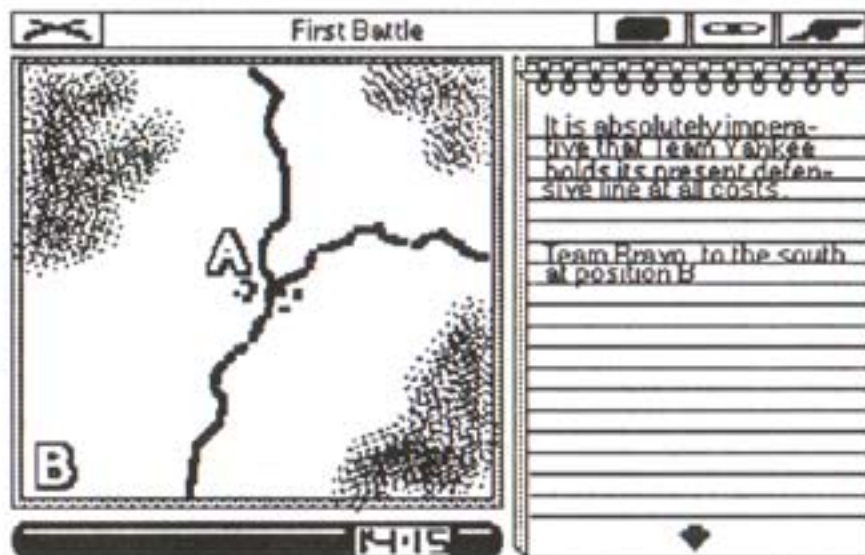 First Battle
A
B
14:15
It is absolutely impera-
tive that Team Yankee
holds its present defen-
sive line at all costs.
Team Bravo, to the south
at position B